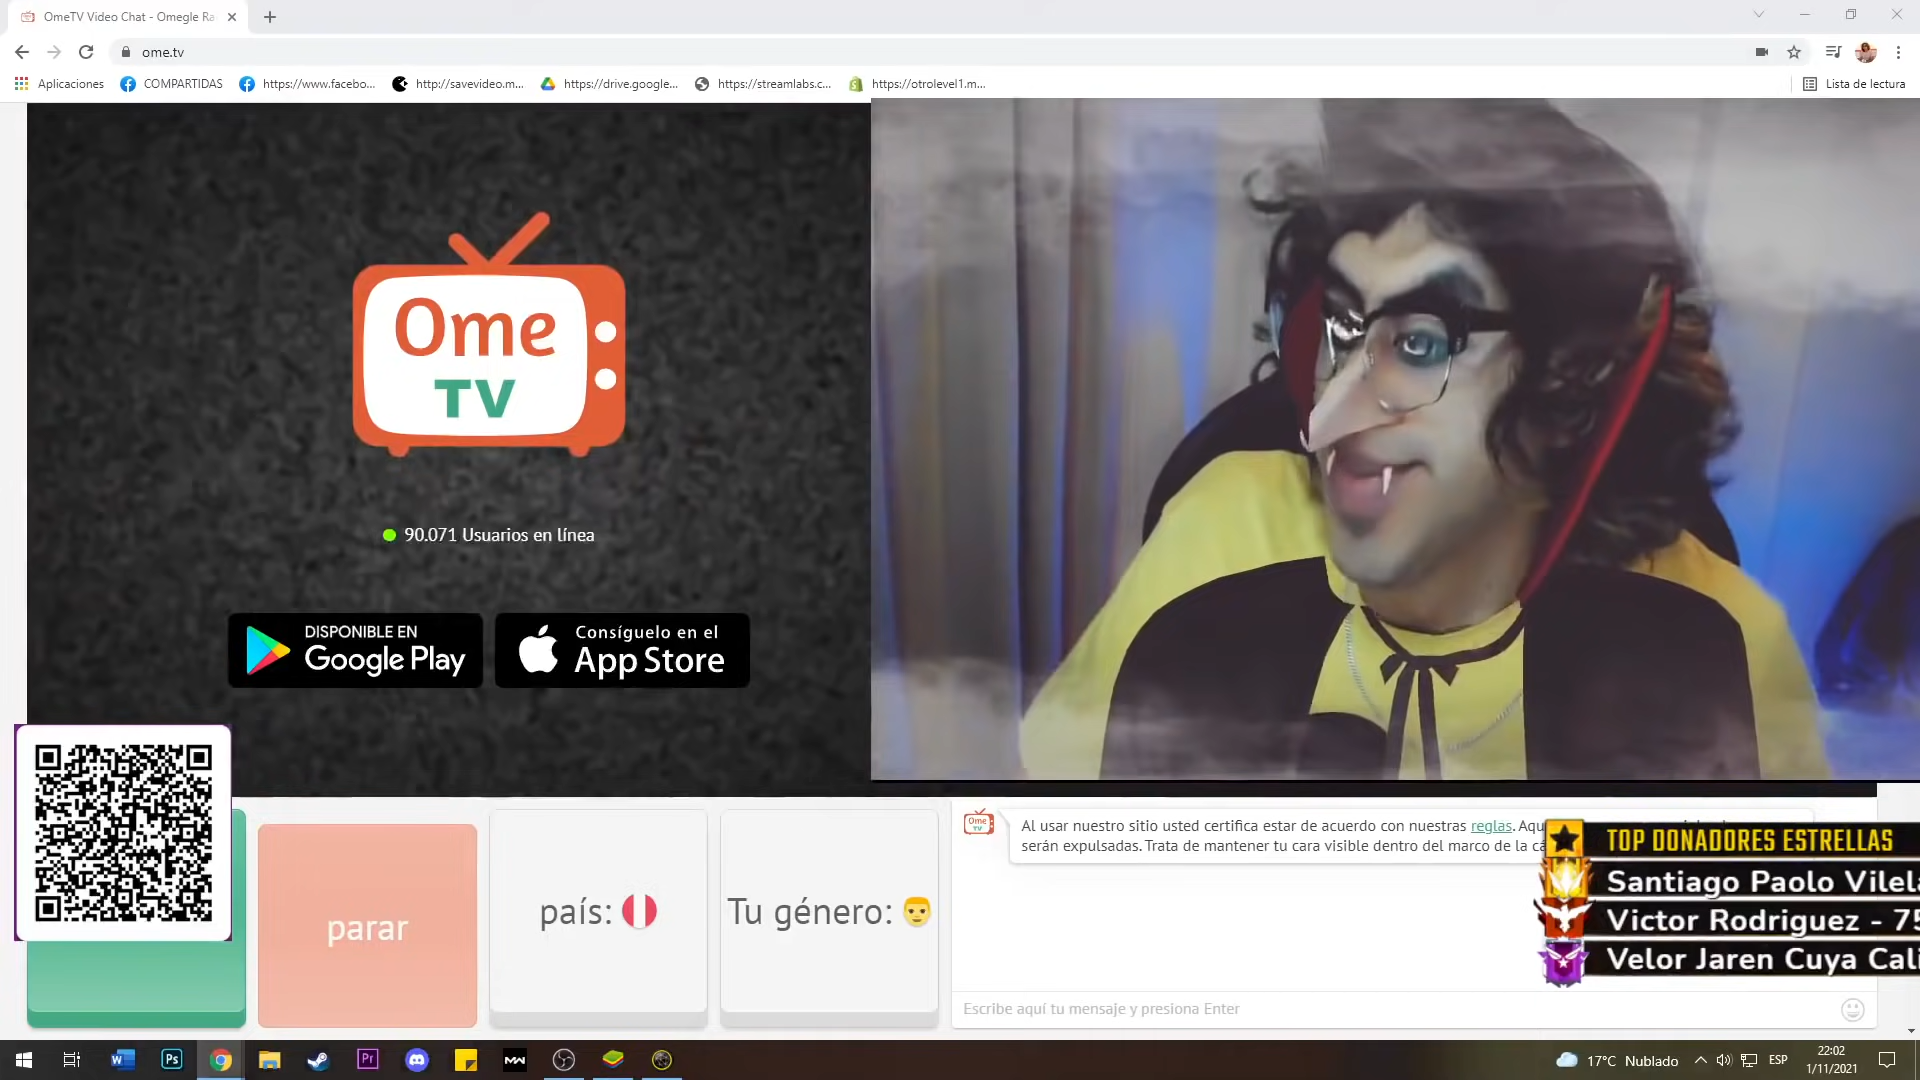 OmeTV Video Chat - Omegle Ra
ome.tv
Aplicaciones
COMPARTIDAS
https://www.facebo...
http://savevideo.m...
https://drive.google...
https://streamlabs.c...
https://otrolevel1.m...
Lista de lectura
Ome
TV
90.071 Usuarios en línea
DISPONIBLE EN
Google Play
Consíguelo en el
App Store
parar
país:
Tu género:
Ome
TV
Al usar nuestro sitio usted certifica estar de acuerdo con nuestras reglas. Aqu
serán expulsadas. Trata de mantener tu cara visible dentro del marco de la cá
TOP DONADORES ESTRELLAS
Santiago Paolo Vilela
Victor Rodriguez - 75
Velor Jaren Cuya Cali
Escribe aquí tu mensaje y presiona Enter
17°C Nublado
ESP
22:02
1/11/2021